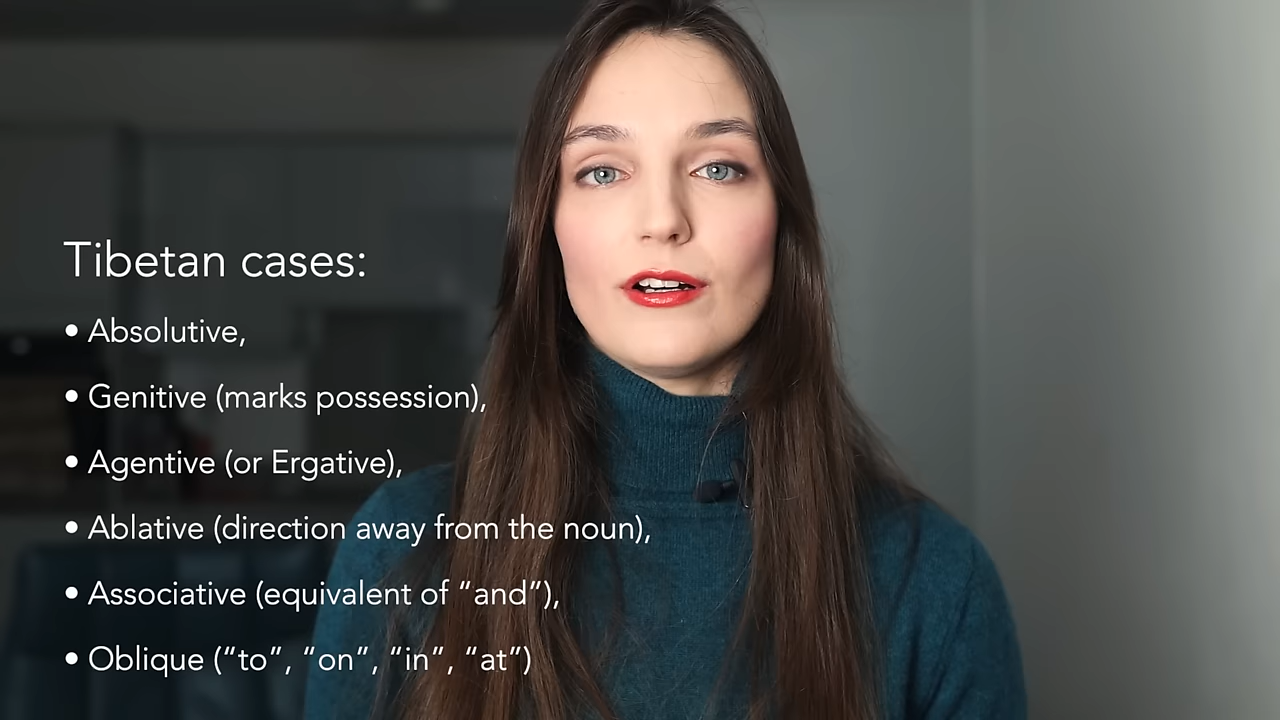 Tibetan cases:
• Absolutive,
• Genitive (marks possession),
• Agentive (or Ergative),
• Ablative (direction away from the noun),
• Associative (equivalent of “and”),
• Oblique (“to”, “on”, “in”, “at”)